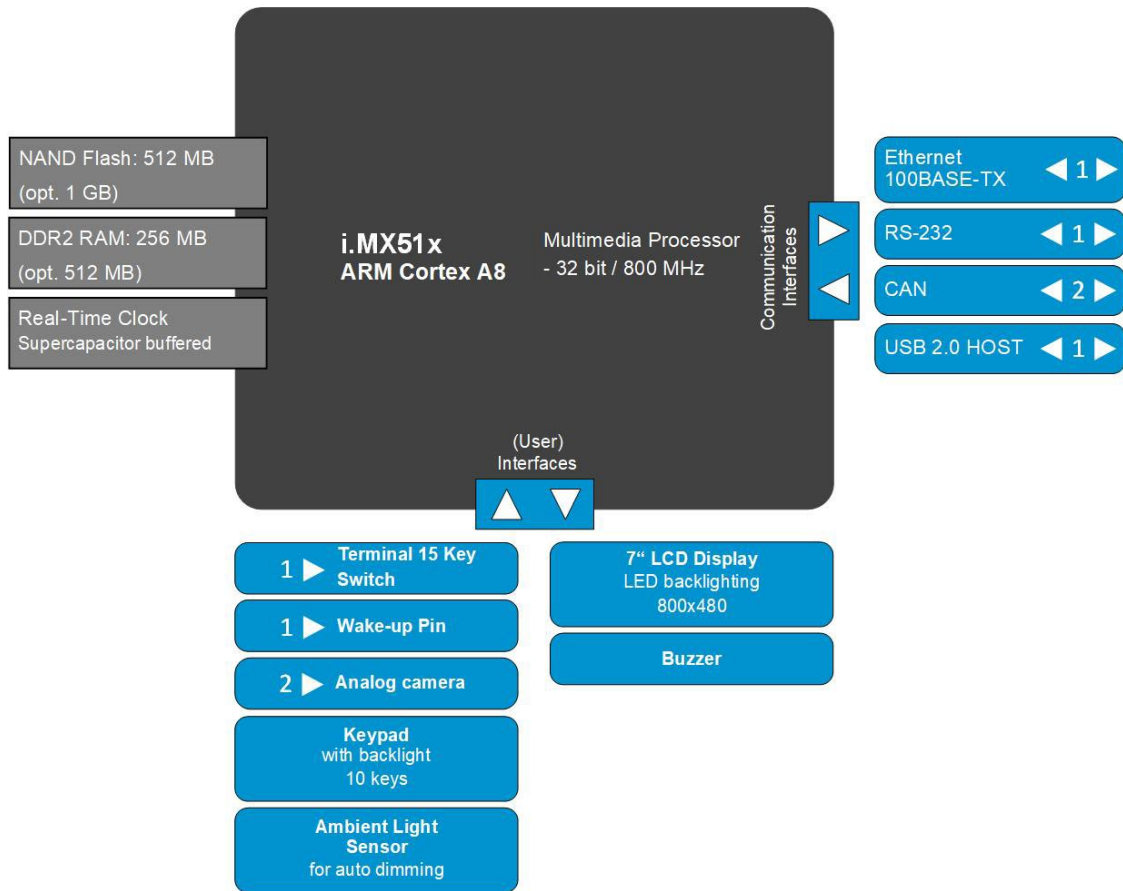 NAND Flash: 512 MB
(opt. 1 GB)
DDR2 RAM: 256 MB
(opt. 512 MB)
Real-Time Clock
Supercapacitor buffered
i.MX51x
ARM Cortex A8
Multimedia Processor
- 32 bit / 800 MHz
Communication
Interfaces
Ethernet
100BASE-TX
1
RS-232
1
CAN
2
USB 2.0 HOST
1
(User)
Interfaces
1
Terminal 15 Key
Switch
1
Wake-up Pin
2
Analog camera
Keypad
with backlight
10 keys
Ambient Light
Sensor
for auto dimming
7“ LCD Display
LED backlighting
800x480
Buzzer